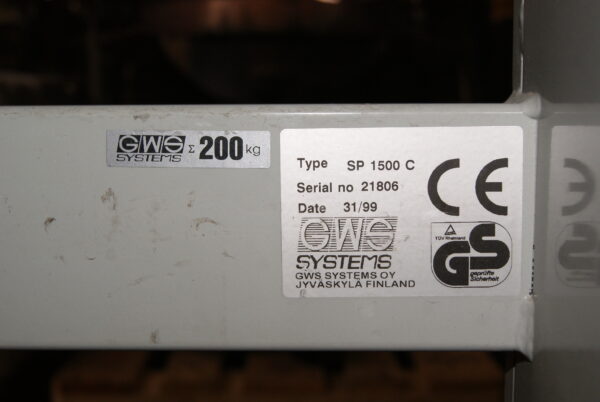 GWS
SYSTEMS
Σ 200 kg
Type SP 1500 C
Serial no 21806
Date 31/99
GWS
SYSTEMS
GWS SYSTEMS OY
JYVÄSKYLÄ FINLAND
CE
TÜV Rheinland
GS
geprüfte
Sicherheit